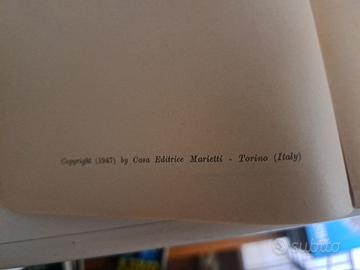 Copyright (1947) by Casa Editrice Marietti - Torino (Italy)
subito